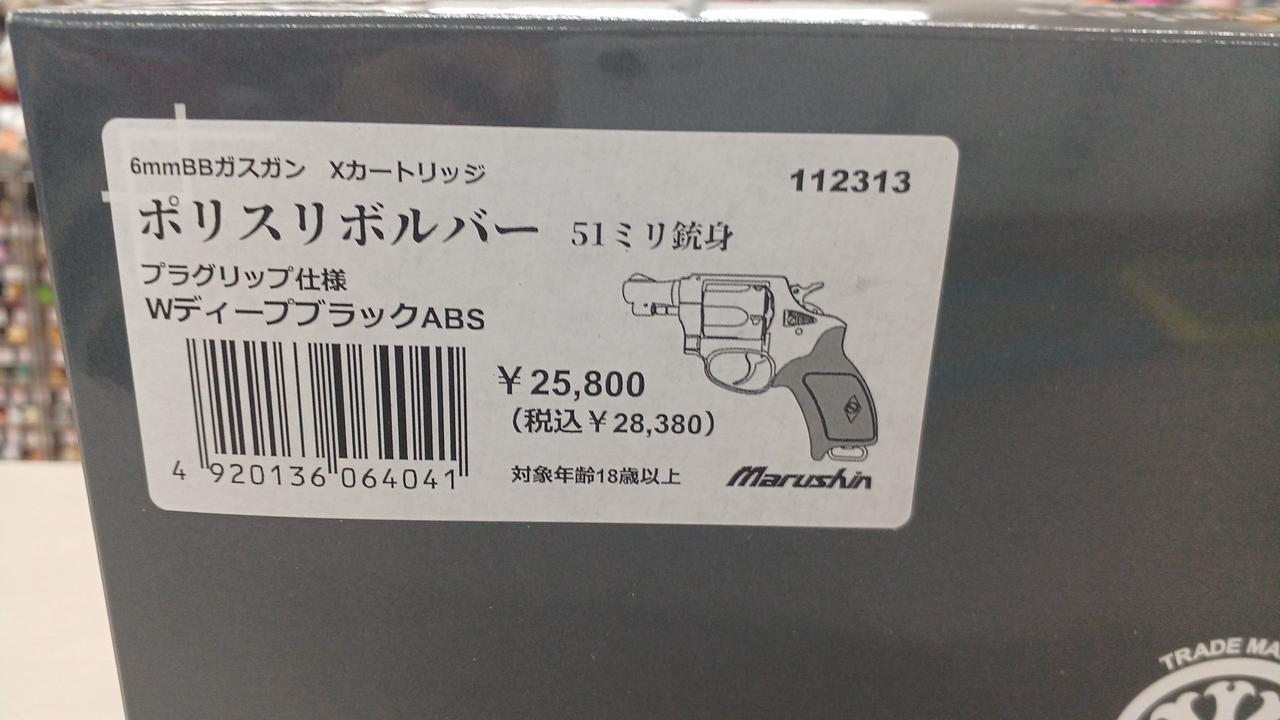 6mmBBガスガン Xカートリッジ
112313
ポリスリボルバー 51ミリ銃身
プラグリップ仕様
WディープブラックABS
¥25,800
(税込¥28,380)
4 920136 064041
対象年齢18歳以上
Marushin
TRADE MA